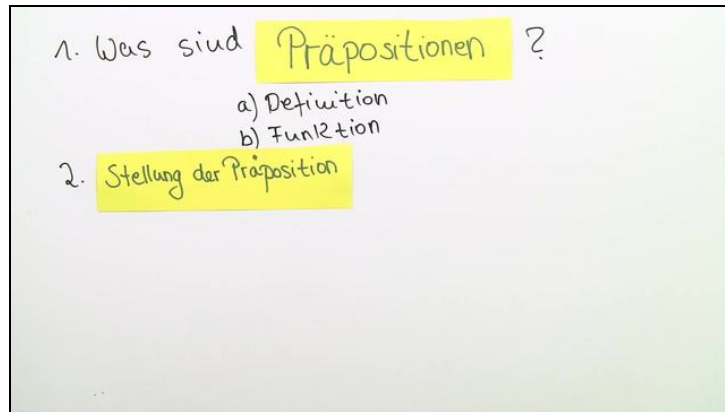 1. Was sind Präpositionen ?
a) Definition
b) Funktion
2. Stellung der Präposition